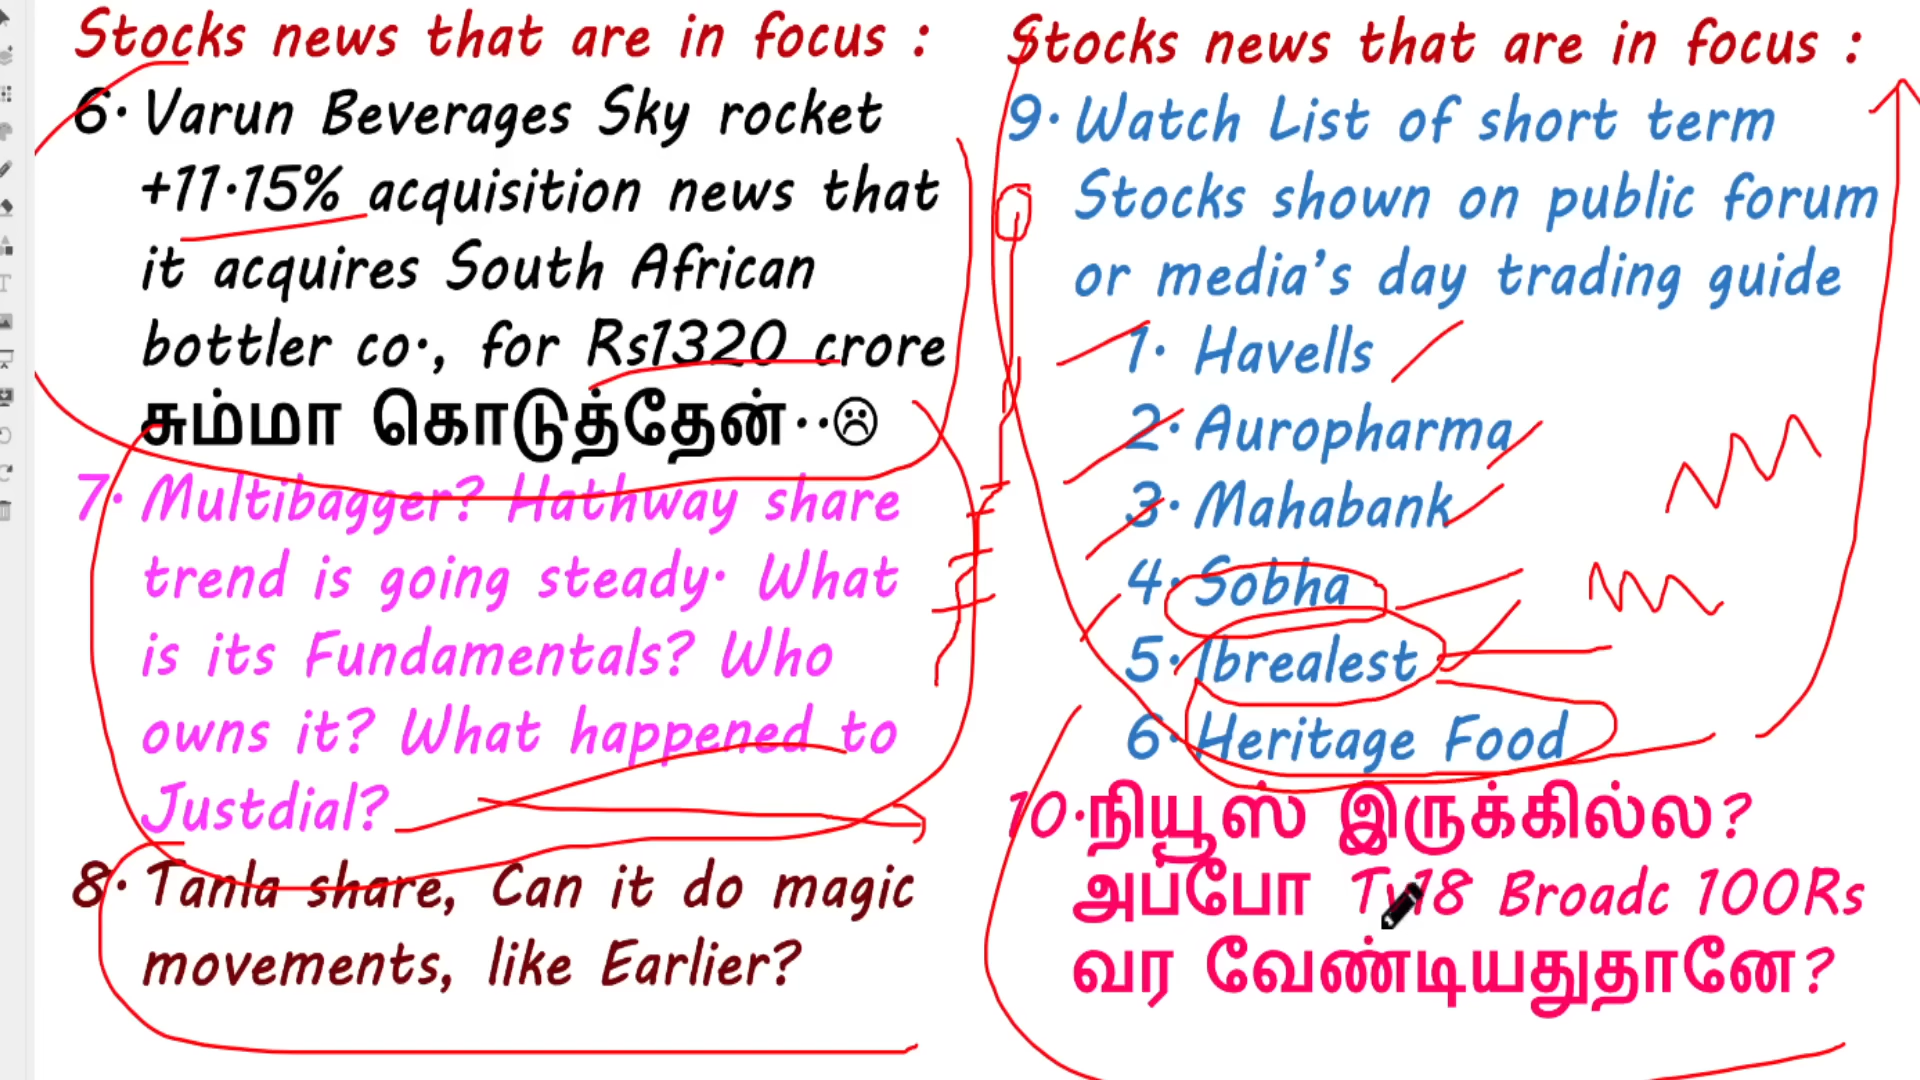 Stocks news that are in focus :
6. Varun Beverages Sky rocket
+11.15% acquisition news that
it acquires South African
bottler co., for Rs1320 crore
சும்மா கொடுத்தேன்..☹
7. Multibagger? Hathway share
trend is going steady. What
is its Fundamentals? Who
owns it? What happened to
Justdial?
8. Tanla share, Can it do magic
movements, like Earlier?
Stocks news that are in focus :
9. Watch List of short term
Stocks shown on public forum
or media's day trading guide
1. Havells
2. Auropharma
3. Mahabank
4. Sobha
5. Ibrealest
6. Heritage Food
10.நியூஸ் இருக்கில்ல?
அப்போ Tv18 Broadc 100Rs
வர வேண்டியதுதானே?